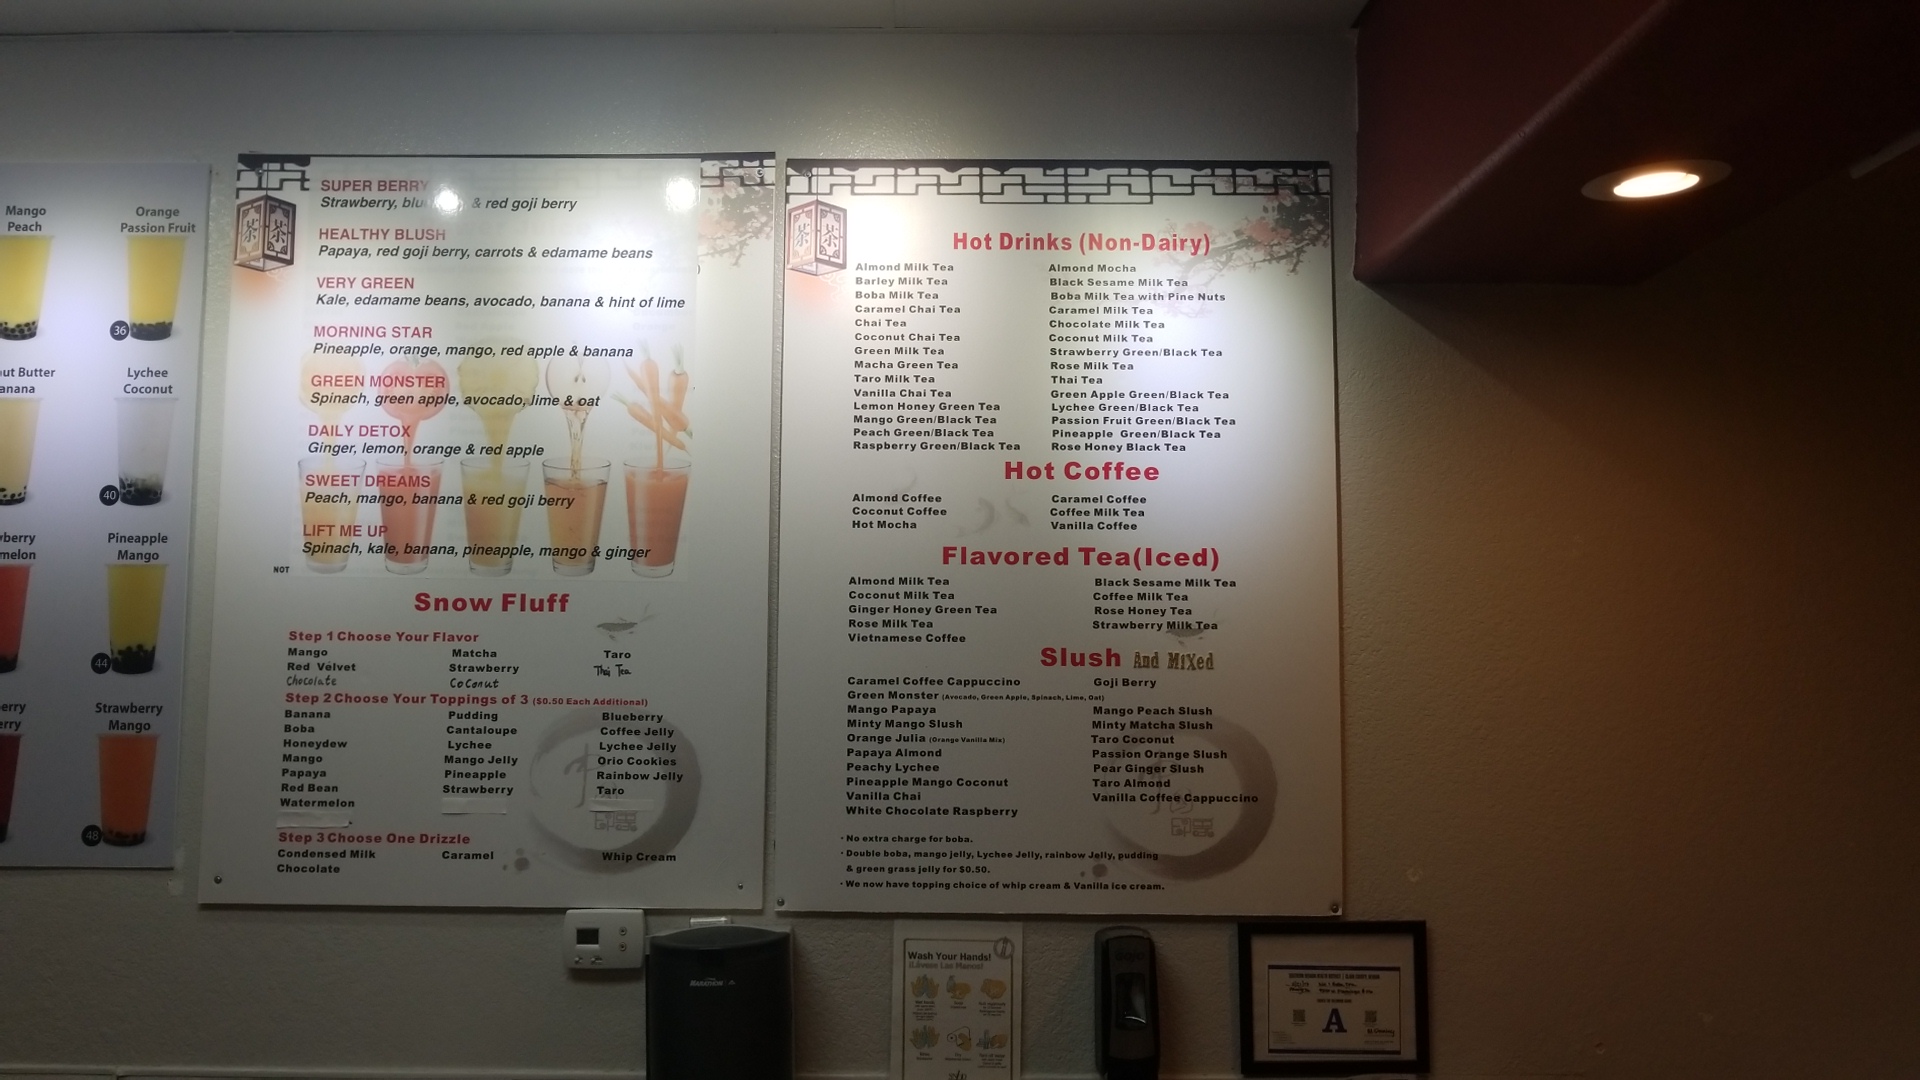 Mango
Peach
Orange
Passion Fruit
36
Lychee
Coconut
40
Pineapple
Mango
44
Strawberry
Mango
48
茶 茶
SUPER BERRY
Strawberry, & red goji berry
HEALTHY BLUSH
Papaya, red goji berry, carrots & edamame beans
VERY GREEN
Kale, edamame beans, avocado, banana & hint of lime
MORNING STAR
Pineapple, orange, mango, red apple & banana
GREEN MONSTER
Spinach, green apple, avocado, lime & oat
DAILY DETOX
Ginger, lemon, orange & red apple
SWEET DREAMS
Peach, mango, banana & red goji berry
LIFT ME UP
Spinach, kale, banana, pineapple, mango & ginger
NOT
Snow Fluff
Step 1 Choose Your Flavor
Mango Matcha Taro
Red Velvet Strawberry Thai Tea
Chocolate Coconut
Step 2 Choose Your Toppings of 3 ($0.50 Each Additional)
Banana Pudding Blueberry
Boba Cantaloupe Coffee Jelly
Honeydew Lychee Lychee Jelly
Mango Mango Jelly Orio Cookies
Papaya Pineapple Rainbow Jelly
Red Bean Strawberry Taro
Watermelon
Step 3 Choose One Drizzle
Condensed Milk Caramel Whip Cream
Chocolate
茶 茶
Hot Drinks (Non-Dairy)
Almond Milk Tea Almond Mocha
Barley Milk Tea Black Sesame Milk Tea
Boba Milk Tea Boba Milk Tea with Pine Nuts
Caramel Chai Tea Caramel Milk Tea
Chai Tea Chocolate Milk Tea
Coconut Chai Tea Coconut Milk Tea
Green Milk Tea Strawberry Green/Black Tea
Macha Green Tea Rose Milk Tea
Taro Milk Tea Thai Tea
Vanilla Chai Tea Green Apple Green/Black Tea
Lemon Honey Green Tea Lychee Green/Black Tea
Mango Green/Black Tea Passion Fruit Green/Black Tea
Peach Green/Black Tea Pineapple Green/Black Tea
Raspberry Green/Black Tea Rose Honey Black Tea
Hot Coffee
Almond Coffee Caramel Coffee
Coconut Coffee Coffee Milk Tea
Hot Mocha Vanilla Coffee
Flavored Tea(Iced)
Almond Milk Tea Black Sesame Milk Tea
Coconut Milk Tea Coffee Milk Tea
Ginger Honey Green Tea Rose Honey Tea
Rose Milk Tea Strawberry Milk Tea
Vietnamese Coffee
Slush And Mixed
Caramel Coffee Cappuccino Goji Berry
Green Monster (Avocado, Green Apple, Spinach, Lime, Oat)
Mango Papaya Mango Peach Slush
Minty Mango Slush Minty Matcha Slush
Orange Julia (Orange Vanilla Mix) Taro Coconut
Papaya Almond Passion Orange Slush
Peachy Lychee Pear Ginger Slush
Pineapple Mango Coconut Taro Almond
Vanilla Chai Vanilla Coffee Cappuccino
White Chocolate Raspberry
· No extra charge for boba.
· Double boba, mango jelly, Lychee Jelly, rainbow Jelly, pudding
& green grass jelly for $0.50.
· We now have topping choice of whip cream & Vanilla ice cream.
MARATHON
Wash Your Hands!
¡Lávese Las Manos!
A